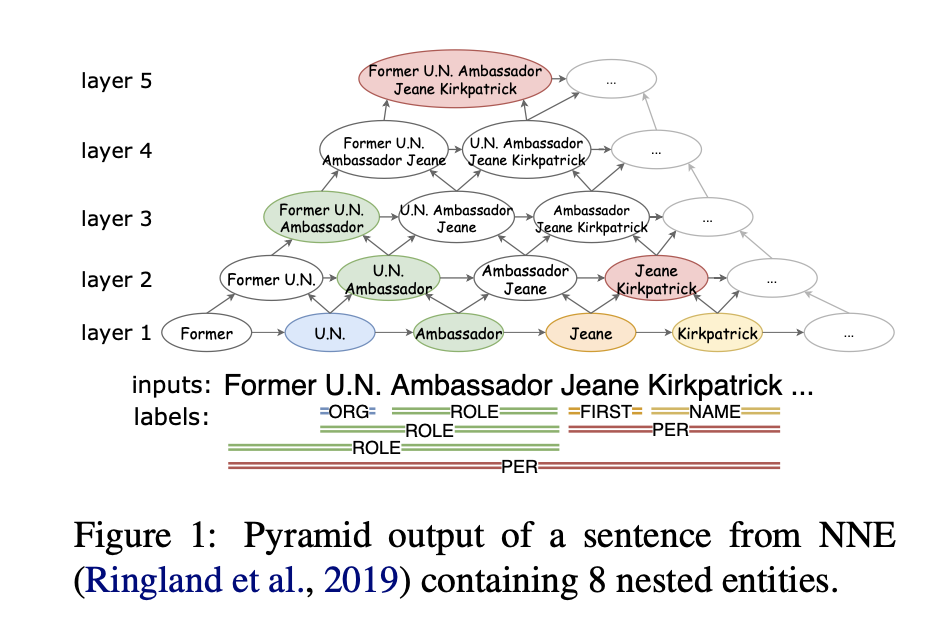 layer 5
Former U.N. Ambassador
Jeane Kirkpatrick
...
layer 4
Former U.N.
Ambassador Jeane
U.N. Ambassador
Jeane Kirkpatrick
...
layer 3
Former U.N.
Ambassador
U.N. Ambassador
Jeane
Ambassador
Jeane Kirkpatrick
...
layer 2
Former U.N.
U.N.
Ambassador
Ambassador
Jeane
Jeane
Kirkpatrick
...
layer 1
Former
U.N.
Ambassador
Jeane
Kirkpatrick
...
inputs: Former U.N. Ambassador Jeane Kirkpatrick ...
labels:
ORG ROLE FIRST NAME
ROLE PER
ROLE
PER
Figure 1: Pyramid output of a sentence from NNE
(Ringland et al., 2019) containing 8 nested entities.